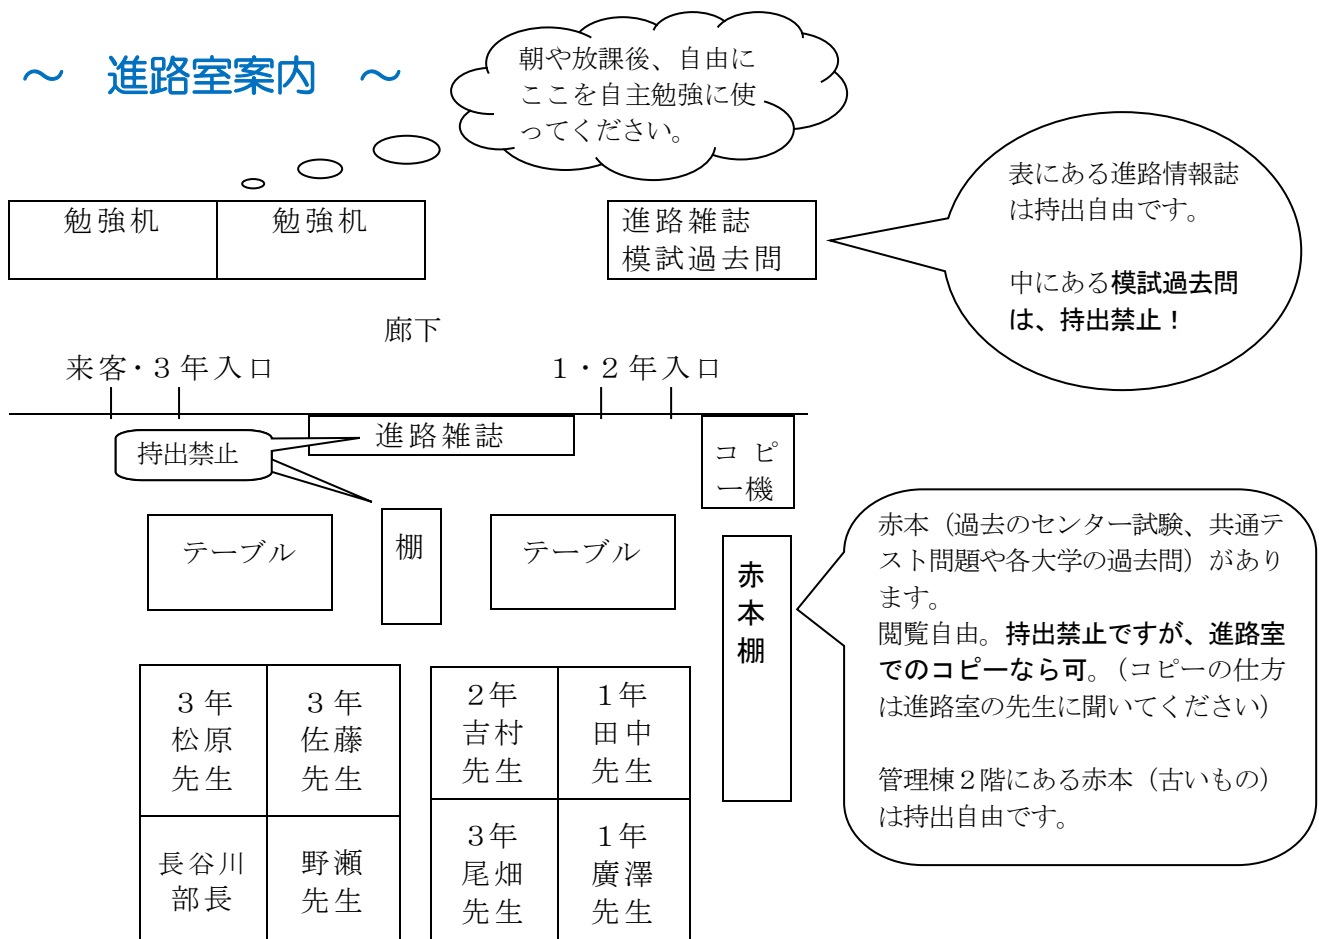 ～　進路室案内　～
朝や放課後、自由に
ここを自主勉強に使
ってください。
表にある進路情報誌
は持出自由です。
中にある模試過去問
は、持出禁止！
勉強机
勉強机
進路雑誌
模試過去問
廊下
来客・３年入口
１・２年入口
持出禁止
進路雑誌
コピ
ー機
テーブル
棚
テーブル
赤
本
棚
赤本（過去のセンター試験、共通テ
スト問題や各大学の過去問）があり
ます。
閲覧自由。持出禁止ですが、進路室
でのコピーなら可。（コピーの仕方
は進路室の先生に聞いてください）
管理棟２階にある赤本（古いもの）
は持出自由です。
３年
松原
先生
３年
佐藤
先生
２年
吉村
先生
１年
田中
先生
長谷川
部長
野瀬
先生
３年
尾畑
先生
１年
廣澤
先生